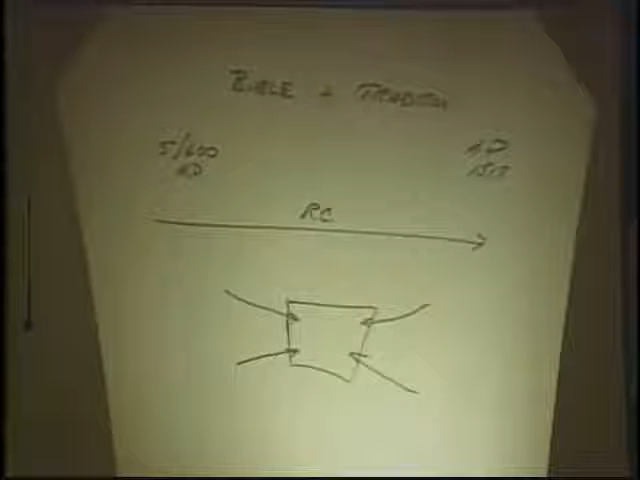 BIBLE + TRADITION
5/600 AD
AD 1517
RC